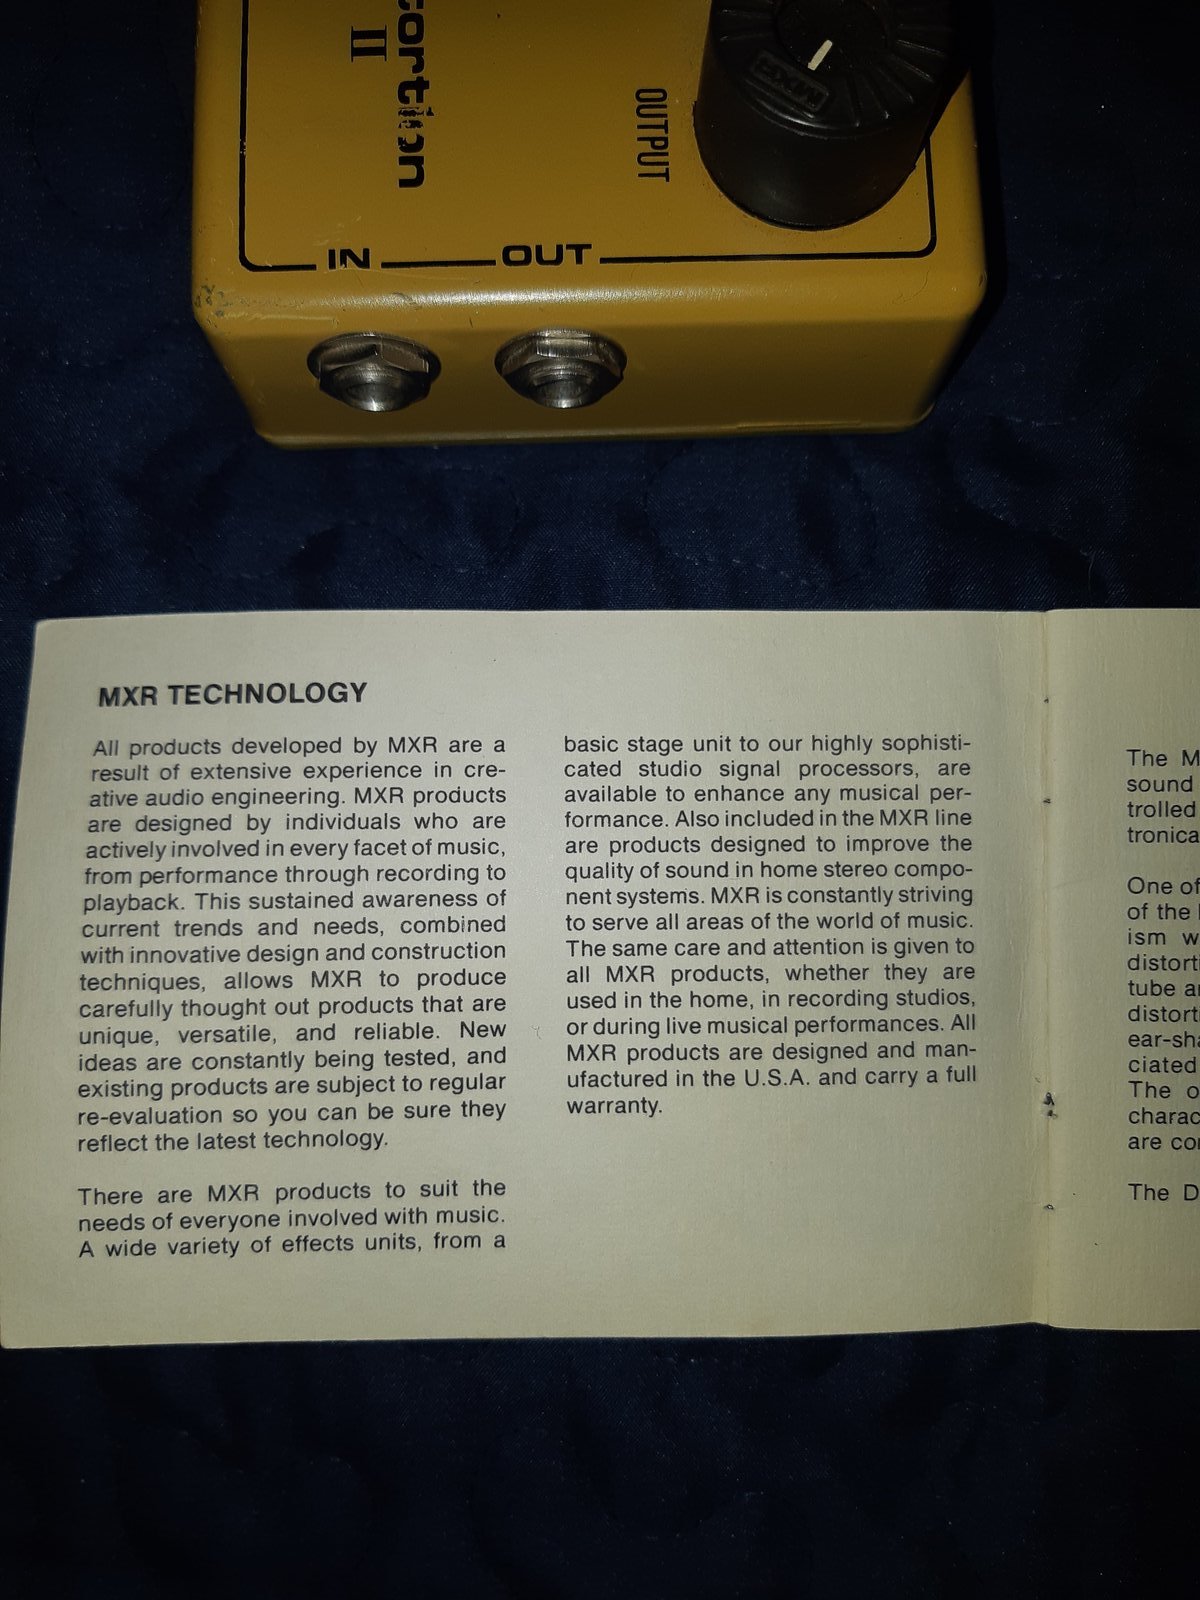 cortion
II
OUTPUT
MXR
IN
OUT
MXR TECHNOLOGY
All products developed by MXR are a
result of extensive experience in cre-
ative audio engineering. MXR products
are designed by individuals who are
actively involved in every facet of music,
from performance through recording to
playback. This sustained awareness of
current trends and needs, combined
with innovative design and construction
techniques, allows MXR to produce
carefully thought out products that are
unique, versatile, and reliable. New
ideas are constantly being tested, and
existing products are subject to regular
re-evaluation so you can be sure they
reflect the latest technology.
There are MXR products to suit the
needs of everyone involved with music.
A wide variety of effects units, from a
basic stage unit to our highly sophisti-
cated studio signal processors, are
available to enhance any musical per-
formance. Also included in the MXR line
are products designed to improve the
quality of sound in home stereo compo-
nent systems. MXR is constantly striving
to serve all areas of the world of music.
The same care and attention is given to
all MXR products, whether they are
used in the home, in recording studios,
or during live musical performances. All
MXR products are designed and man-
ufactured in the U.S.A. and carry a full
warranty.
The M
sound
trolled
tronica
One of
of the
ism w
distort
tube a
distort
ear-sha
ciated
The o
charac
are co
The D